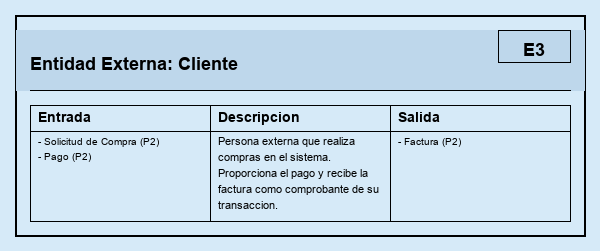 E3
Entidad Externa: Cliente
Entrada
Descripcion
Salida
- Solicitud de Compra (P2)
- Pago (P2)
Persona externa que realiza
compras en el sistema.
Proporciona el pago y recibe la
factura como comprobante de su
transaccion.
- Factura (P2)